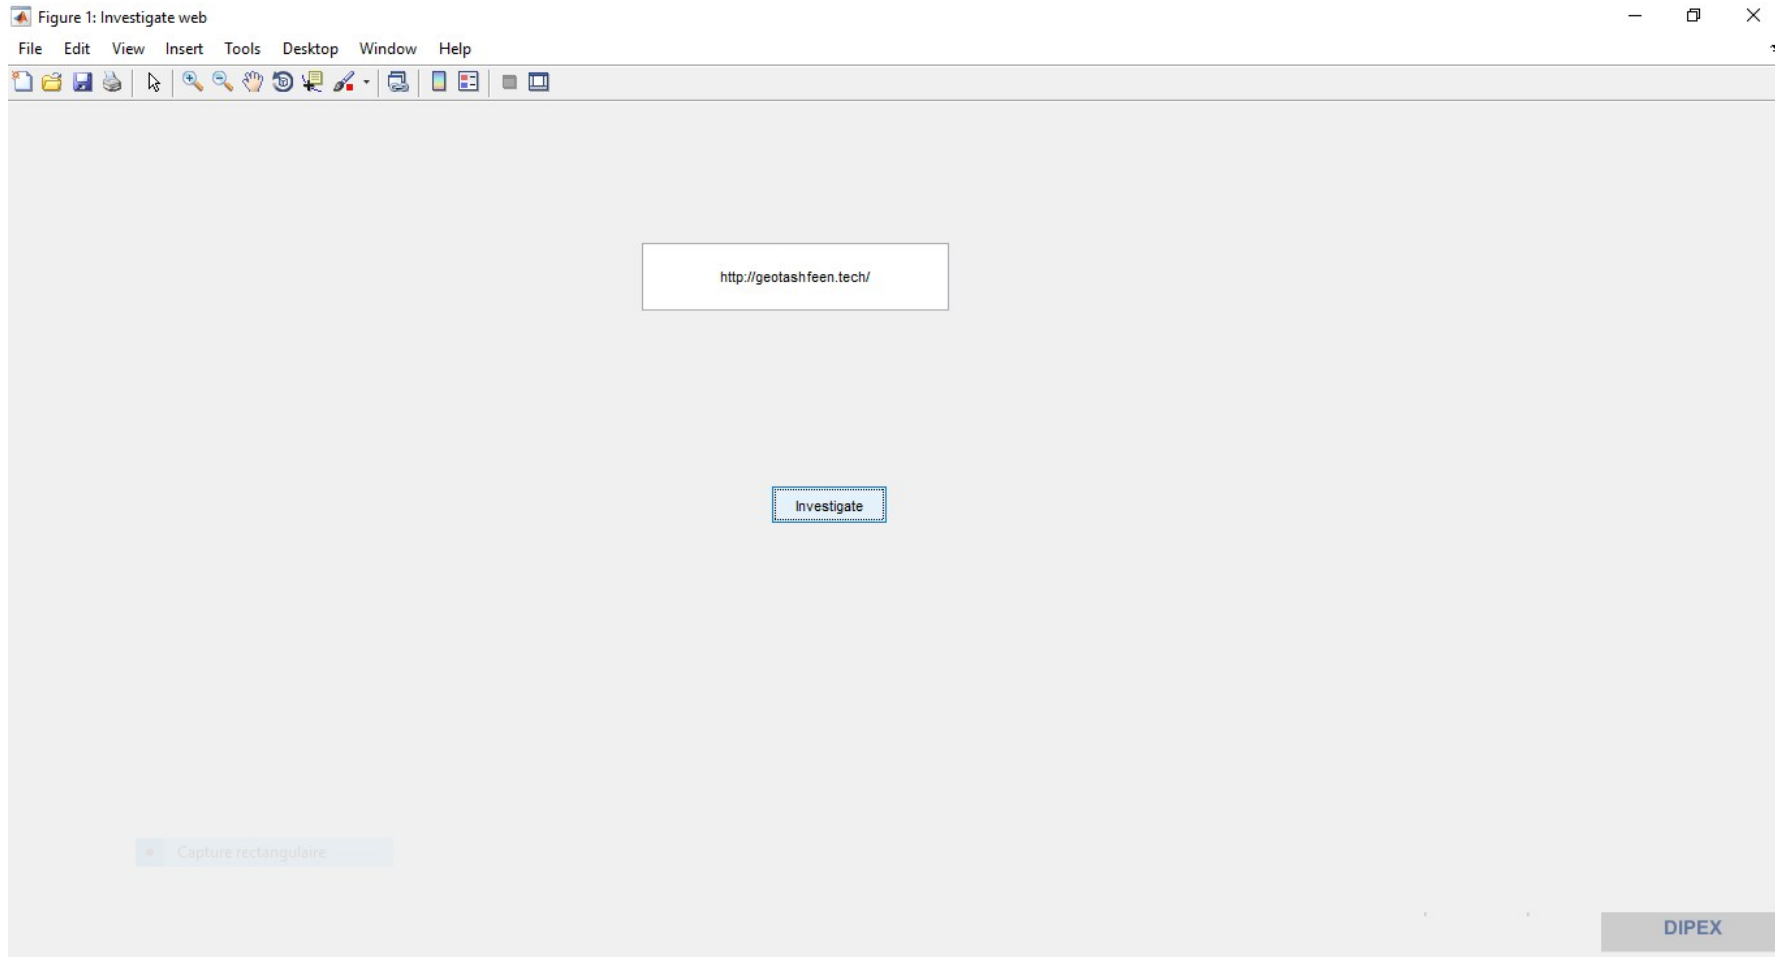 Figure 1: Investigate web
File Edit View Insert Tools Desktop Window Help
http://geotashfeen.tech/
Investigate
Capture rectangulaire
DIPEX